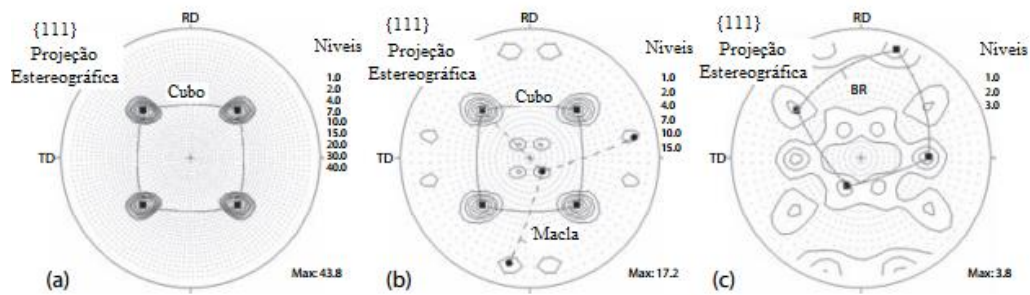 RD
{111}
Projeção
Estereográfica
Níveis
1.0
2.0
4.0
7.0
10.0
15.0
20.0
30.0
40.0
Cubo
TD
(a)
Max: 43.8
RD
{111}
Projeção
Estereográfica
Níveis
1.0
2.0
4.0
7.0
10.0
15.0
Cubo
TD
Macla
(b)
Max: 17.2
RD
{111}
Projeção
Estereográfica
Níveis
1.0
2.0
3.0
BR
TD
(c)
Max: 3.8